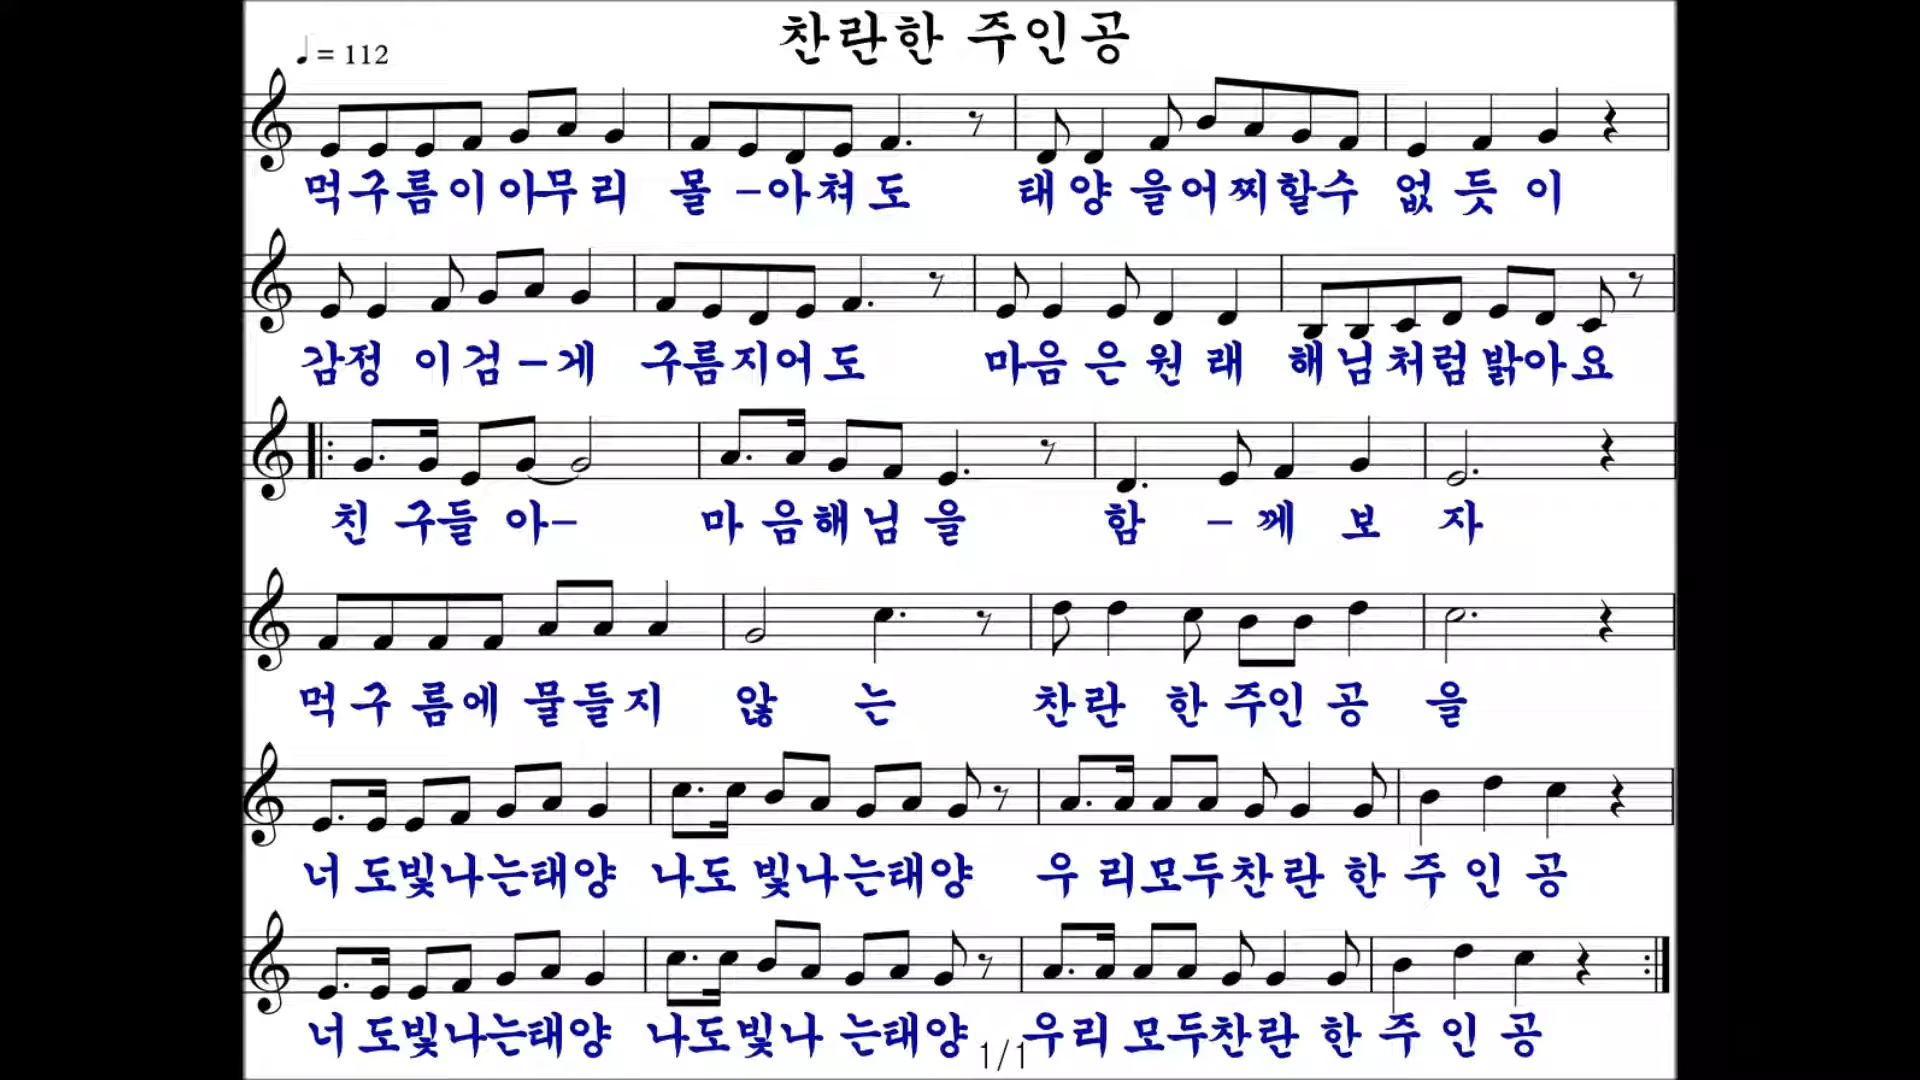 찬란한 주인공
♩= 112
먹구름이아무리 몰-아쳐도 태양을어찌할수 없듯이
감정이검-게 구름지어도 마음은원래 해님처럼밝아요
친구들아- 마음해님을 함-께보자
먹구름에물들지 않는 찬란한주인공을
너도빛나는태양 나도빛나는태양 우리모두찬란한주인공
너도빛나는태양 나도빛나는태양 우리모두찬란한주인공
1/1